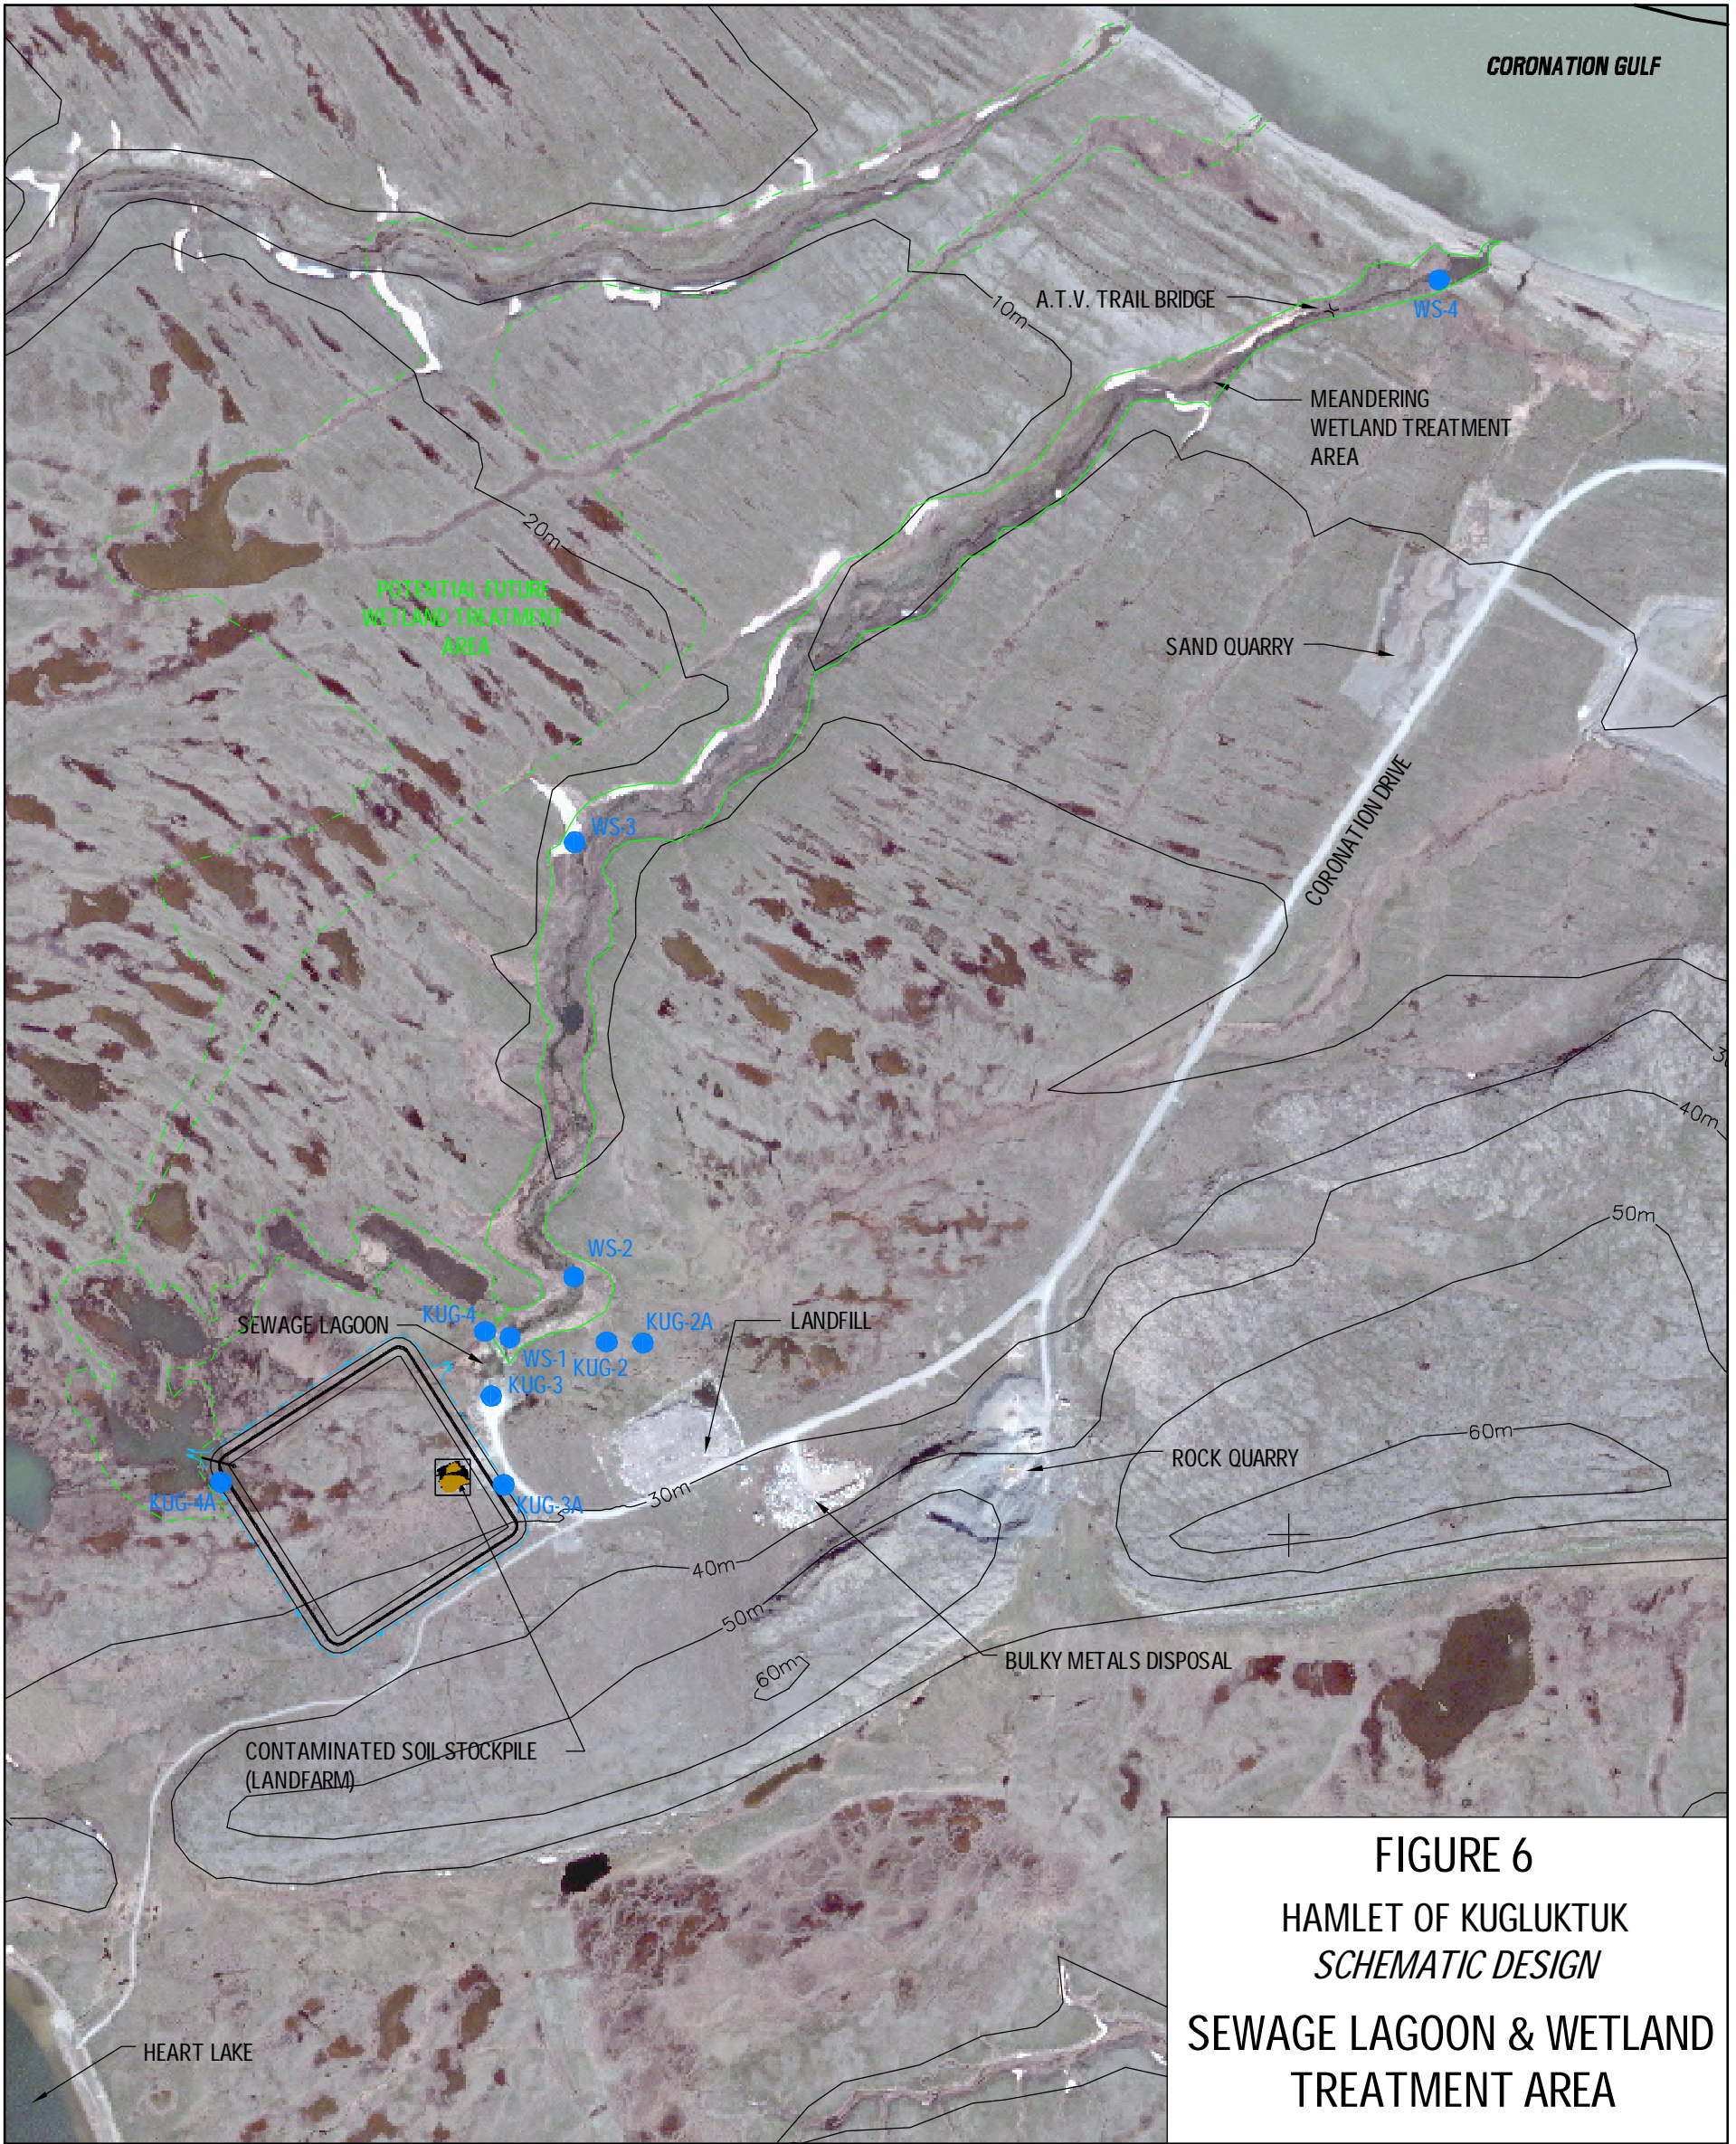 CORONATION GULF
10m
A.T.V. TRAIL BRIDGE
WS-4
MEANDERING
WETLAND TREATMENT
AREA
20m
POTENTIAL FUTURE
WETLAND TREATMENT
AREA
SAND QUARRY
CORONATION DRIVE
WS-3
40m
50m
WS-2
KUG-4
SEWAGE LAGOON
KUG-2A
LANDFILL
WS-1
KUG-2
KUG-3
60m
ROCK QUARRY
KUG-4A
KUG-3A
30m
40m
50m
60m
BULKY METALS DISPOSAL
CONTAMINATED SOIL STOCKPILE
(LANDFARM)
HEART LAKE
FIGURE 6
HAMLET OF KUGLUKTUK
SCHEMATIC DESIGN
SEWAGE LAGOON & WETLAND
TREATMENT AREA